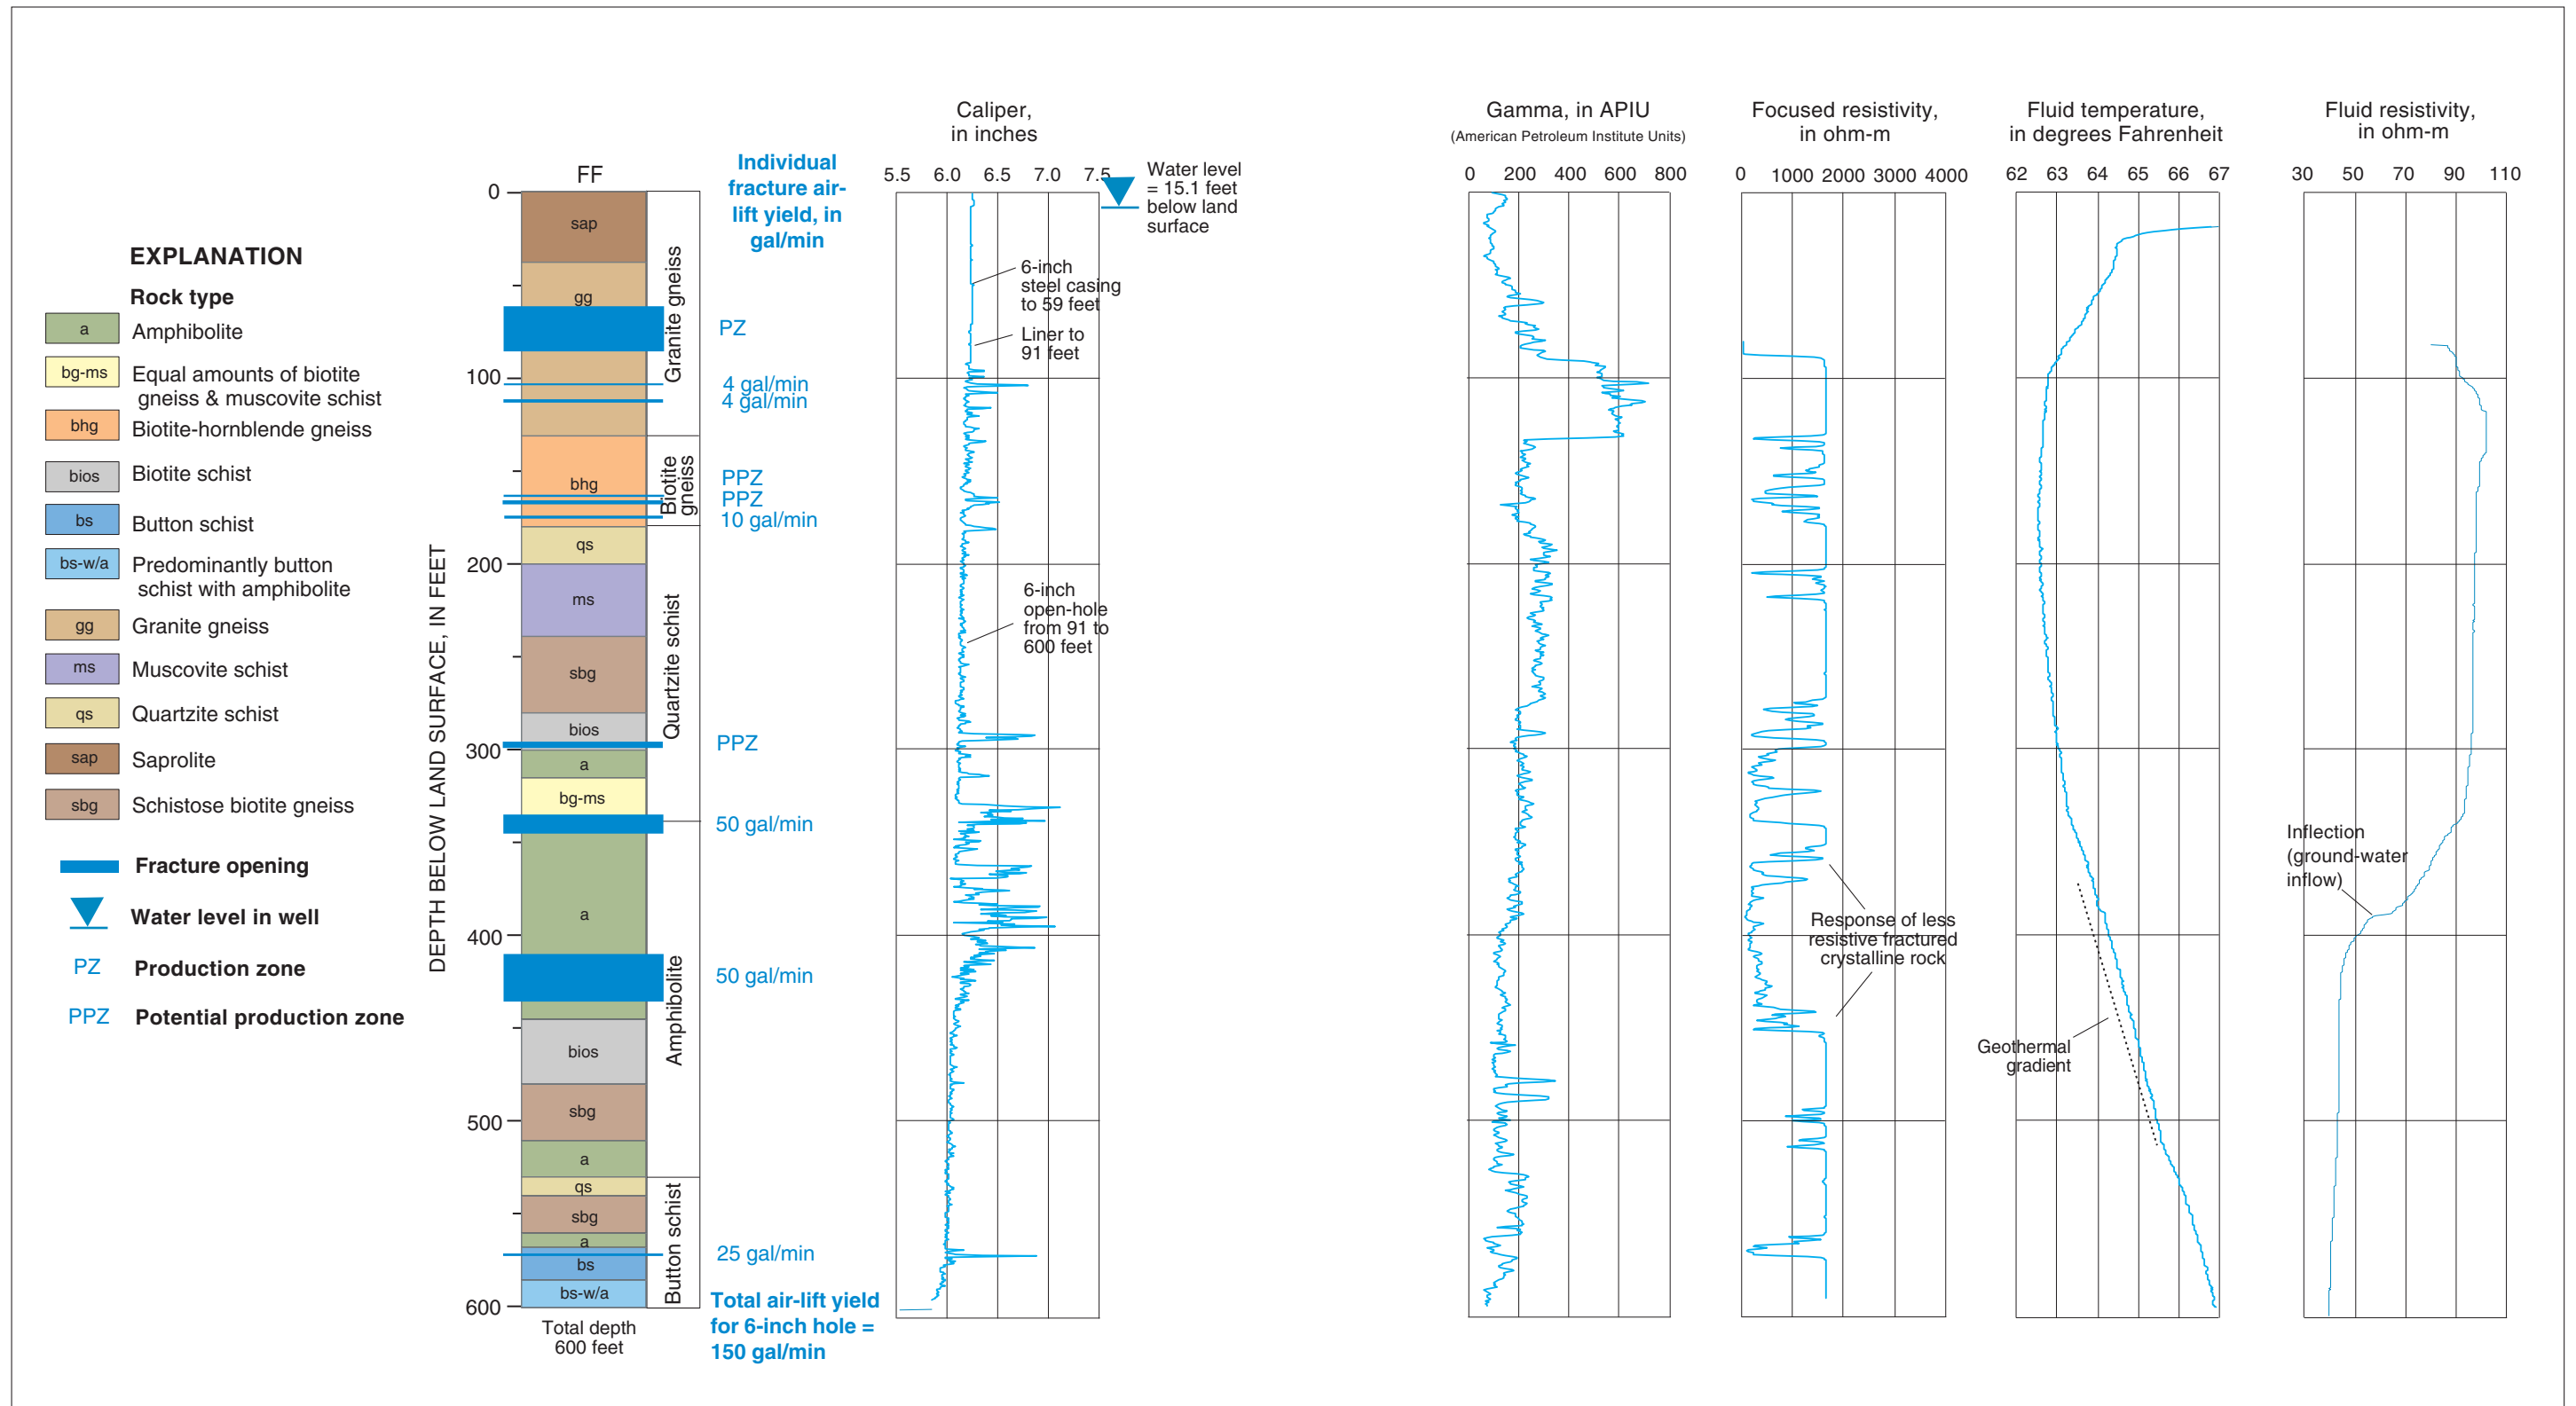 EXPLANATION
Rock type
a Amphibolite
bg-ms Equal amounts of biotite
gneiss & muscovite schist
bhg Biotite-hornblende gneiss
bios Biotite schist
bs Button schist
bs-w/a Predominantly button
schist with amphibolite
gg Granite gneiss
ms Muscovite schist
qs Quartzite schist
sap Saprolite
sbg Schistose biotite gneiss
Fracture opening
Water level in well
PZ Production zone
PPZ Potential production zone
DEPTH BELOW LAND SURFACE, IN FEET
0
100
200
300
400
500
600
FF
sap
gg
bhg
qs
ms
sbg
bios
a
bg-ms
a
bios
sbg
a
qs
sbg
a
bs
bs-w/a
Total depth
600 feet
Granite gneiss
Biotite
gneiss
Quartzite schist
Amphibolite
Button schist
Individual
fracture air-
lift yield, in
gal/min
PZ
4 gal/min
4 gal/min
PPZ
PPZ
10 gal/min
PPZ
50 gal/min
50 gal/min
25 gal/min
Total air-lift yield
for 6-inch hole =
150 gal/min
Caliper,
in inches
5.5 6.0 6.5 7.0 7.5
Water level
= 15.1 feet
below land
surface
6-inch
steel casing
to 59 feet
Liner to
91 feet
6-inch
open-hole
from 91 to
600 feet
Gamma, in APIU
(American Petroleum Institute Units)
0 200 400 600 800
Focused resistivity,
in ohm-m
0 1000 2000 3000 4000
Response of less
resistive fractured
crystalline rock
Fluid temperature,
in degrees Fahrenheit
62 63 64 65 66 67
Geothermal
gradient
Fluid resistivity,
in ohm-m
30 50 70 90 110
Inflection
(ground-water
inflow)